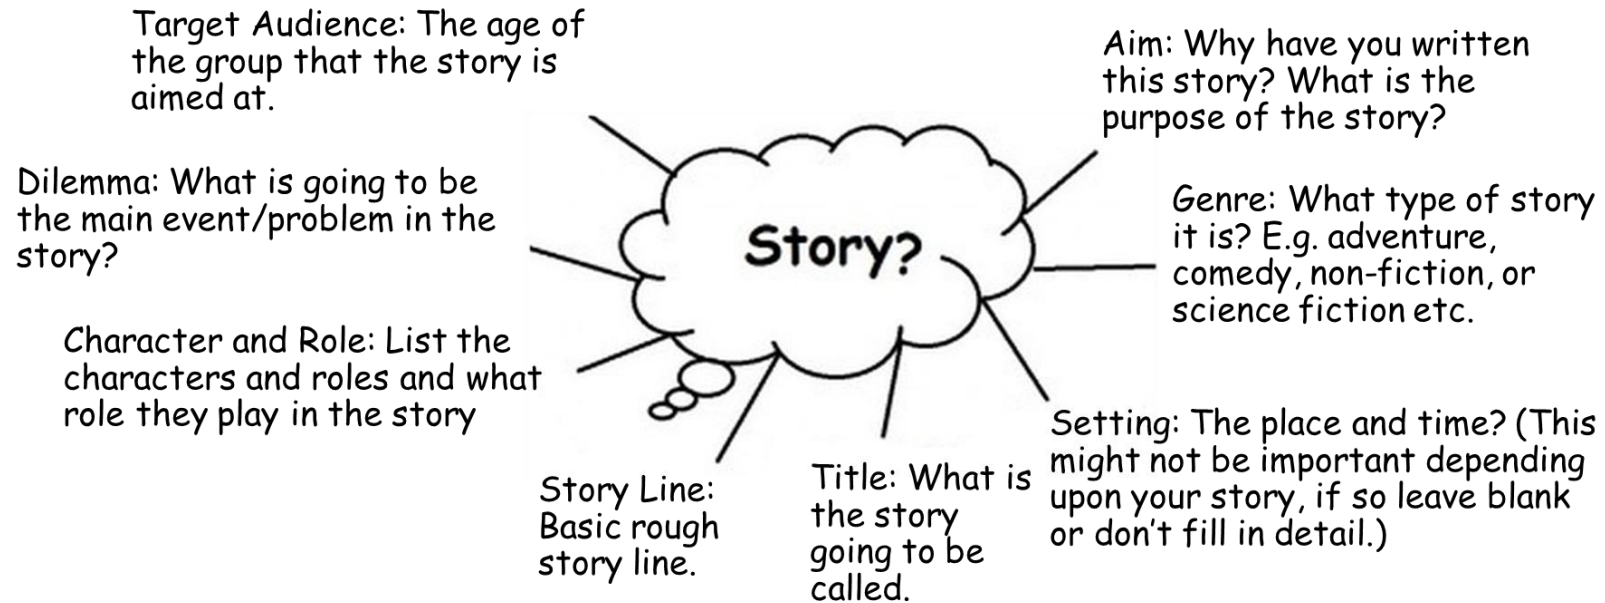 Target Audience: The age of
the group that the story is
aimed at.
Aim: Why have you written
this story? What is the
purpose of the story?
Dilemma: What is going to be
the main event/problem in the
story?
Story?
Genre: What type of story
it is? E.g. adventure,
comedy, non-fiction, or
science fiction etc.
Character and Role: List the
characters and roles and what
role they play in the story
Story Line:
Basic rough
story line.
Title: What is
the story
going to be
called.
Setting: The place and time? (This
might not be important depending
upon your story, if so leave blank
or don't fill in detail.)